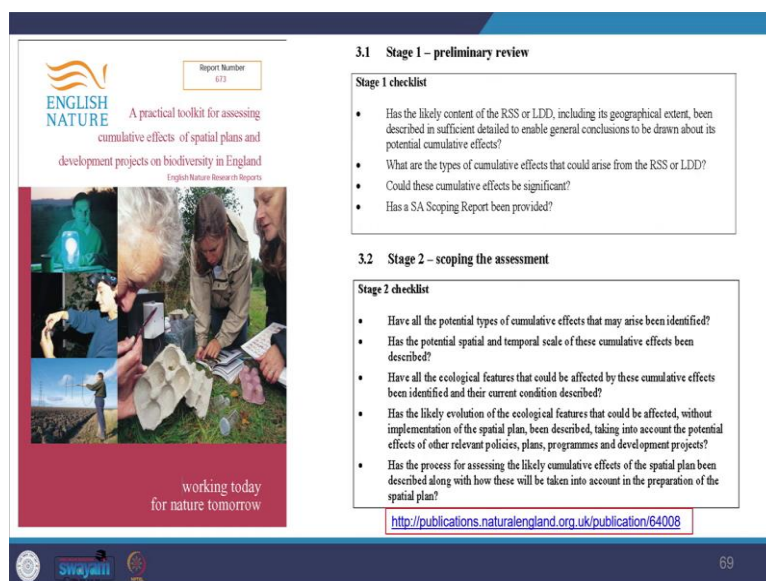 Report Number
673
ENGLISH
NATURE
A practical toolkit for assessing
cumulative effects of spatial plans and
development projects on biodiversity in England
English Nature Research Reports
working today
for nature tomorrow
3.1 Stage 1 – preliminary review
Stage 1 checklist
• Has the likely content of the RSS or LDD, including its geographical extent, been
described in sufficient detailed to enable general conclusions to be drawn about its
potential cumulative effects?
• What are the types of cumulative effects that could arise from the RSS or LDD?
• Could these cumulative effects be significant?
• Has a SA Scoping Report been provided?
3.2 Stage 2 – scoping the assessment
Stage 2 checklist
• Have all the potential types of cumulative effects that may arise been identified?
• Has the potential spatial and temporal scale of these cumulative effects been
described?
• Have all the ecological features that could be affected by these cumulative effects
been identified and their current condition described?
• Has the likely evolution of the ecological features that could be affected, without
implementation of the spatial plan, been described, taking into account the potential
effects of other relevant policies, plans, programmes and development projects?
• Has the process for assessing the likely cumulative effects of the spatial plan been
described along with how these will be taken into account in the preparation of the
spatial plan?
http://publications.naturalengland.org.uk/publication/64008
swayam
69